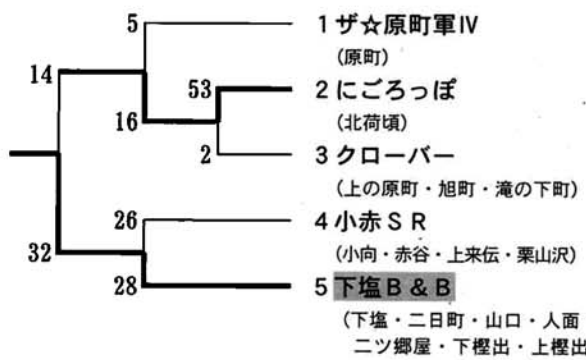 5
1 ザ☆原町軍Ⅳ
(原町)
14
53
2 にごろっぽ
16
(北荷頃)
2
3 クローバー
(上の原町・旭町・滝の下町)
26
4 小赤ＳＲ
32
(小向・赤谷・上来伝・栗山沢)
28
5 下塩Ｂ＆Ｂ
(下塩・二日町・山口・人面
二ツ郷屋・下樫出・上樫出